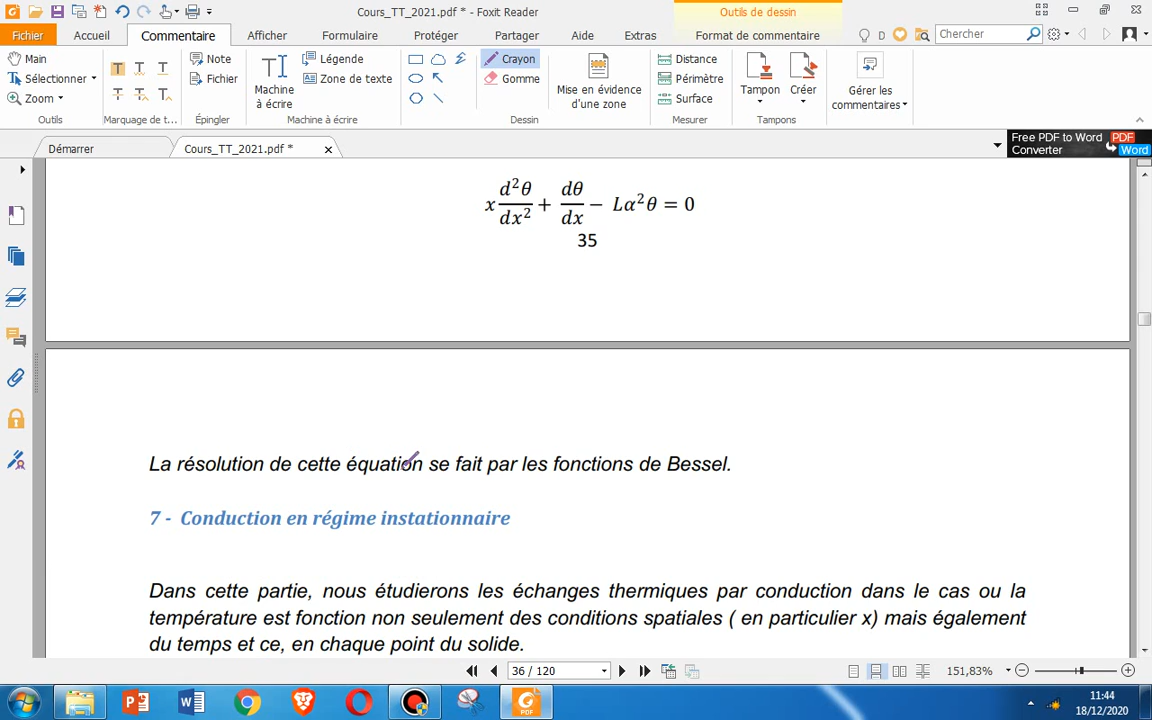 Cours_TT_2021.pdf * - Foxit Reader
Outils de dessin
Fichier Accueil Commentaire Afficher Formulaire Protéger Partager Aide Extras Format de commentaire D Chercher
Main
Sélectionner
Zoom
Outils
T T T
T T T
Marquage de t...
Note
Fichier
Épingler
Machine à écrire
Légende
Zone de texte
Machine à écrire
Crayon
Gomme
Mise en évidence d'une zone
Dessin
Distance
Périmètre
Surface
Mesurer
Tampon
Créer
Tampons
Gérer les commentaires
Démarrer
Cours_TT_2021.pdf *
Free PDF to Word
Converter
PDF
Word
x d²θ/dx² + dθ/dx − Lα²θ = 0
35
La résolution de cette équation se fait par les fonctions de Bessel.
7 - Conduction en régime instationnaire
Dans cette partie, nous étudierons les échanges thermiques par conduction dans le cas ou la
température est fonction non seulement des conditions spatiales ( en particulier x) mais également
du temps et ce, en chaque point du solide.
36 / 120
151,83%
11:44
18/12/2020